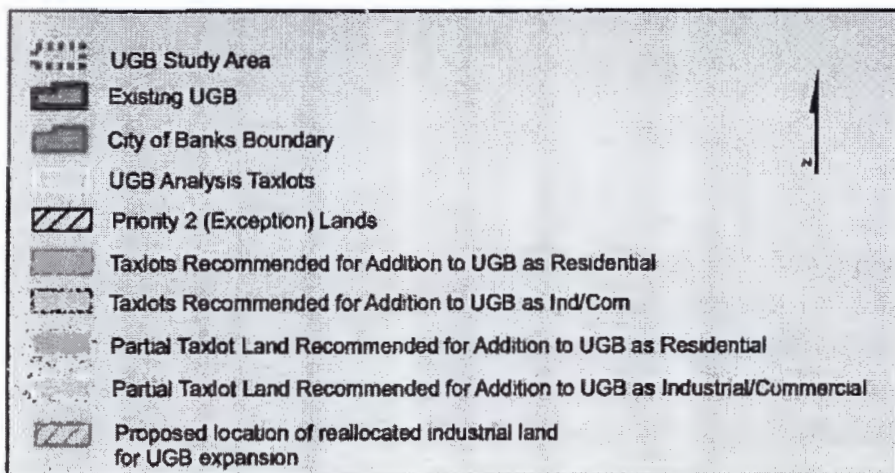 UGB Study Area
Existing UGB
City of Banks Boundary
UGB Analysis Taxlots
Priority 2 (Exception) Lands
Taxlots Recommended for Addition to UGB as Residential
Taxlots Recommended for Addition to UGB as Ind/Com
Partial Taxlot Land Recommended for Addition to UGB as Residential
Partial Taxlot Land Recommended for Addition to UGB as Industrial/Commercial
Proposed location of reallocated industrial land
for UGB expansion
N